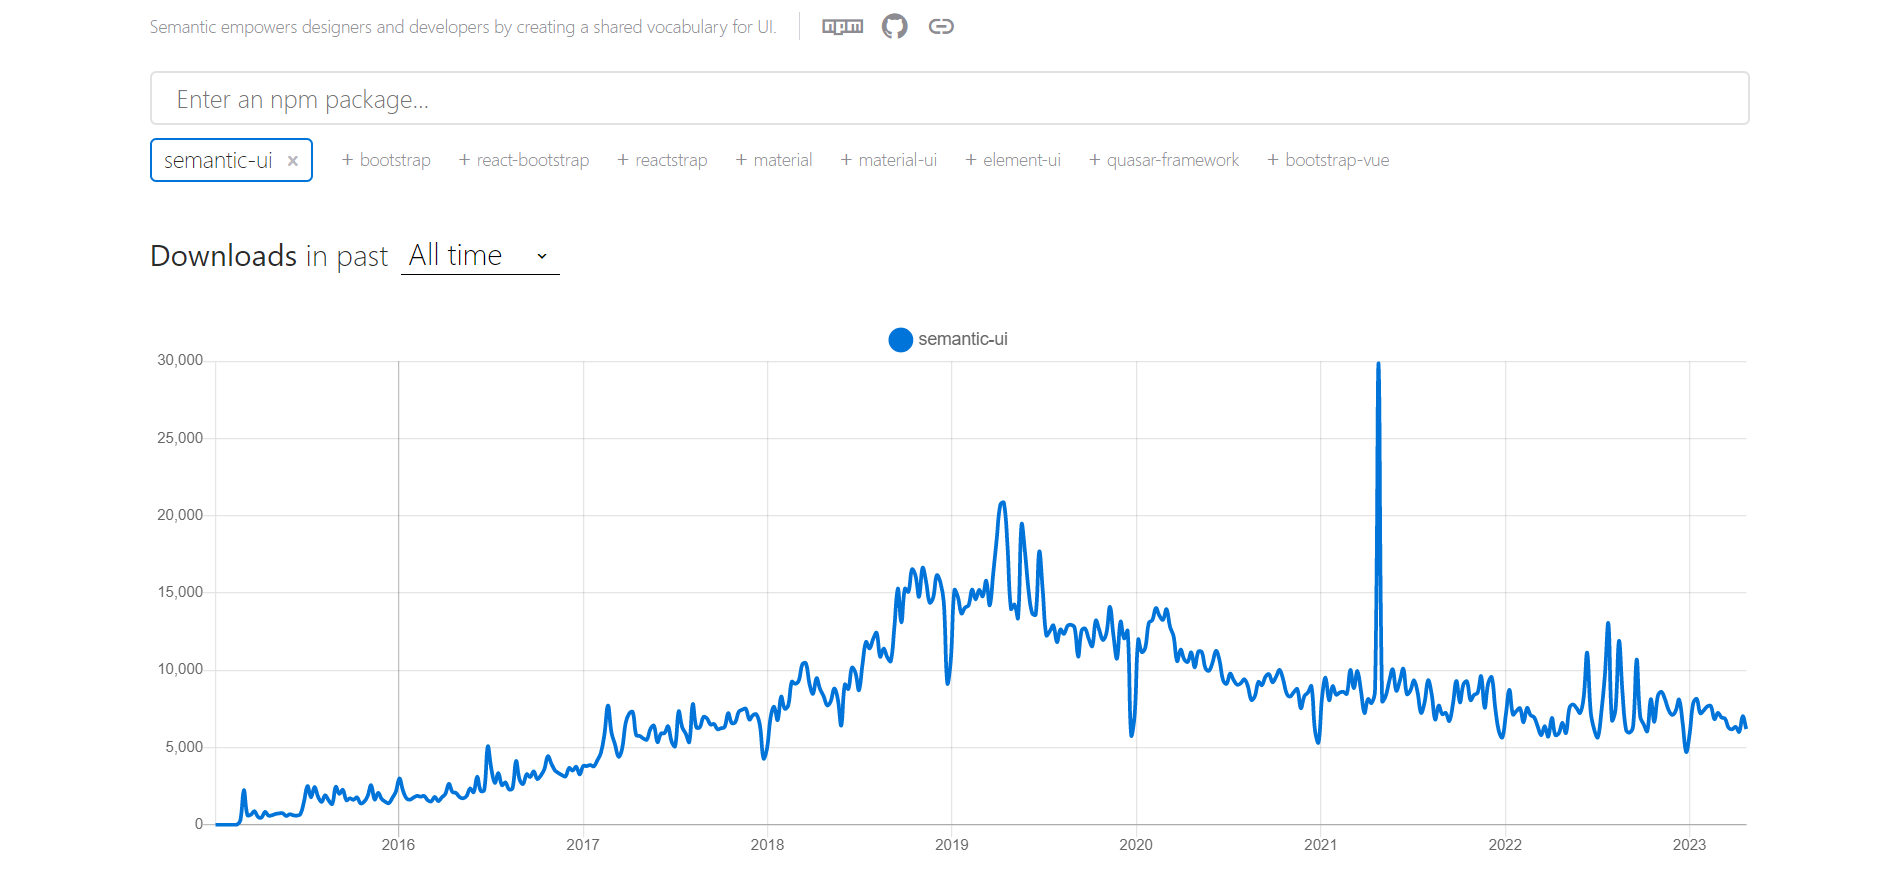 Semantic empowers designers and developers by creating a shared vocabulary for UI. npm
Enter an npm package...
semantic-ui × + bootstrap + react-bootstrap + reactstrap + material + material-ui + element-ui + quasar-framework + bootstrap-vue
Downloads in past All time
semantic-ui
30,000
25,000
20,000
15,000
10,000
5,000
0
2016 2017 2018 2019 2020 2021 2022 2023